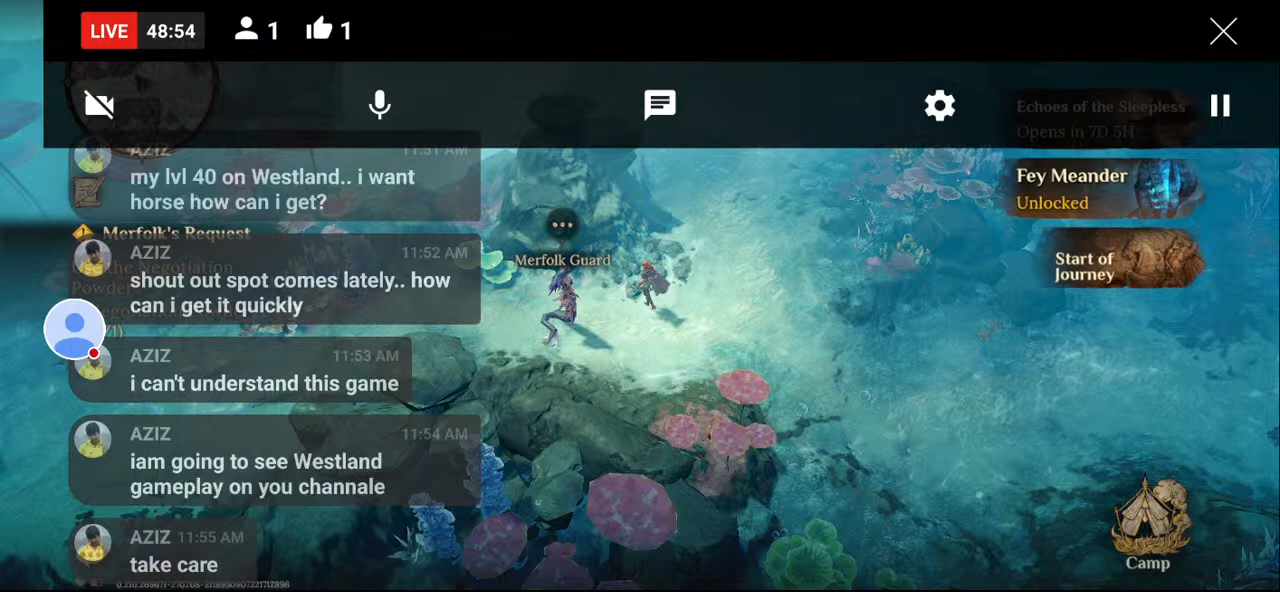 LIVE 48:54 1 1
Echoes of the Sleepless
Opens in 7D 5H
AZIZ 11:51 AM
my lvl 40 on Westland.. i want
horse how can i get?
Fey Meander
Unlocked
Merfolk's Request
AZIZ 11:52 AM
Use the Negotiation
shout out spot comes lately.. how
can i get it quickly
Merfolk Guard
Start of
Journey
AZIZ 11:53 AM
i can't understand this game
AZIZ 11:54 AM
iam going to see Westland
gameplay on you channale
AZIZ 11:55 AM
take care
Camp